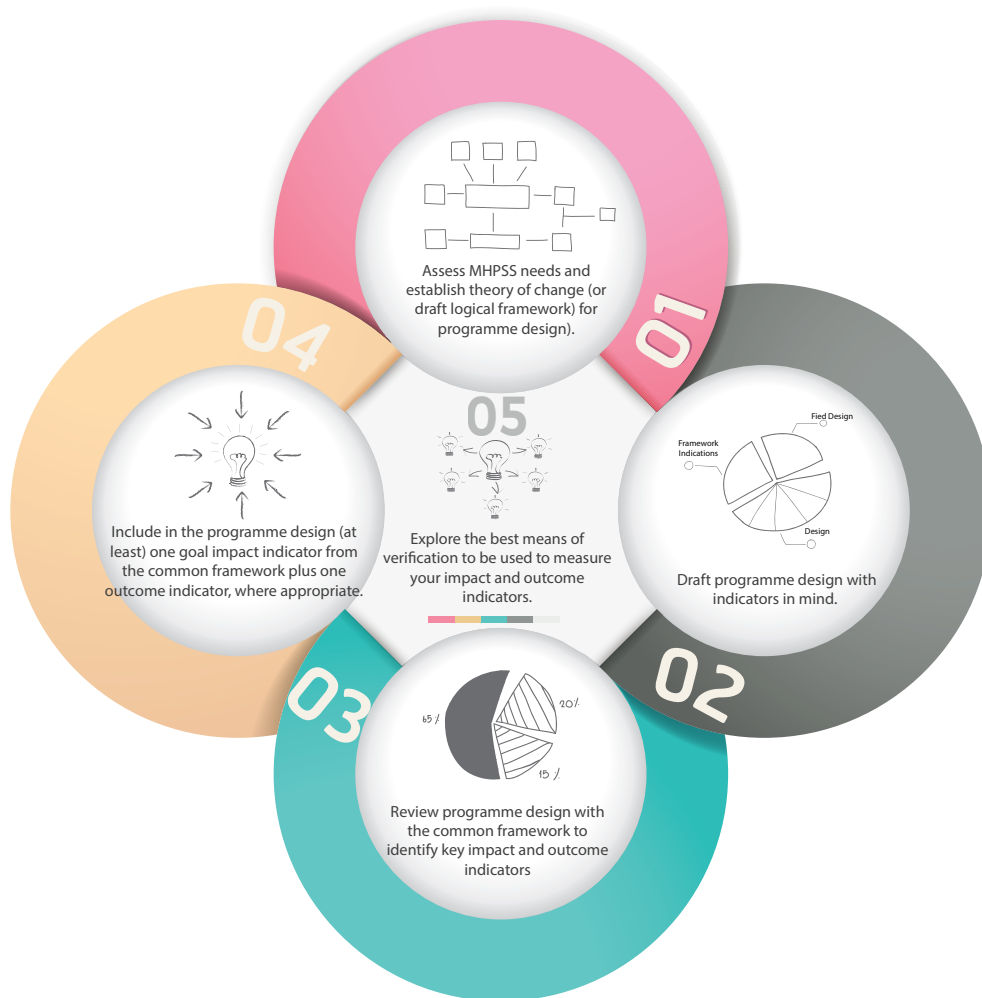 01
Assess MHPSS needs and
establish theory of change (or
draft logical framework) for
programme design).
02
Fied Design
Framework
Indications
Design
Draft programme design with
indicators in mind.
03
65 %
20%
15 %
Review programme design with
the common framework to
identify key impact and outcome
indicators
04
Include in the programme design (at
least) one goal impact indicator from
the common framework plus one
outcome indicator, where appropriate.
05
Explore the best means of
verification to be used to measure
your impact and outcome
indicators.